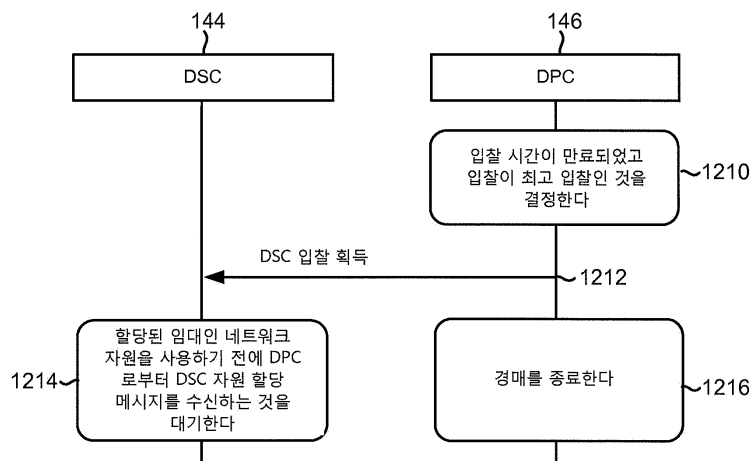 144
146
DSC
DPC
입찰 시간이 만료되었고
입찰이 최고 입찰인 것을
결정한다
1210
DSC 입찰 획득
1212
할당된 임대인 네트워크
자원을 사용하기 전에 DPC
로부터 DSC 자원 할당
메시지를 수신하는 것을
대기한다
1214
경매를 종료한다
1216